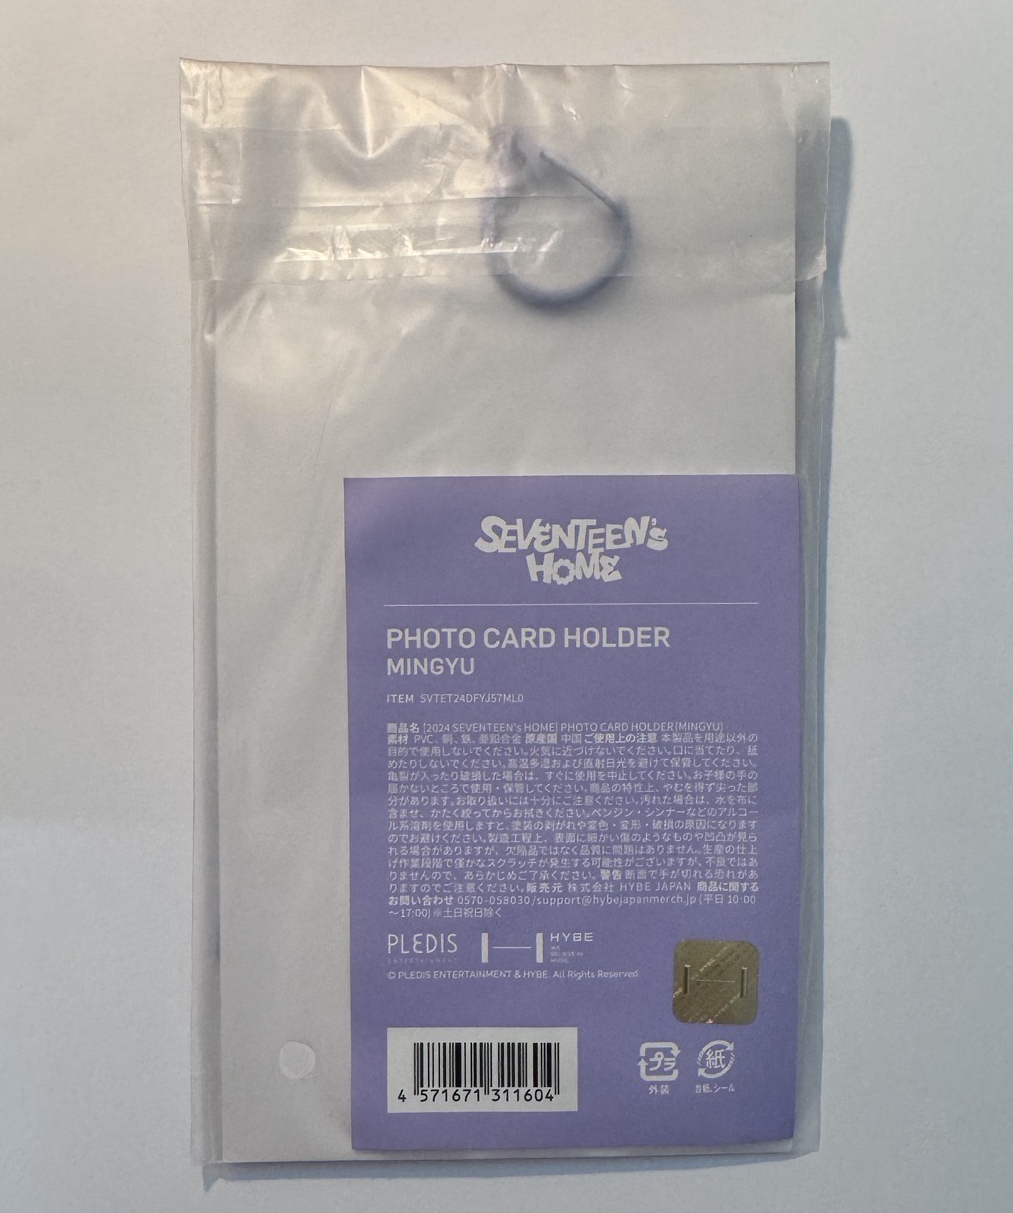 SEVENTEEN's
HOME
PHOTO CARD HOLDER
MINGYU
ITEM SVTET24DFYJ57ML0
商品名 [2024 SEVENTEEN's HOME] PHOTO CARD HOLDER(MINGYU)
素材 PVC、銅、鉄、亜鉛合金 原産国 中国 ご使用上の注意 本製品を用途以外の
目的で使用しないでください。火気に近づけないでください。口に当てたり、舐
めたりしないでください。高温多湿および直射日光を避けて保管してください。
亀裂が入ったり破損した場合は、すぐに使用を中止してください。お子様の手の
届かないところで使用・保管してください。商品の特性上、やむを得ず尖った部
分があります。お取り扱いには十分にご注意ください。汚れた場合は、水を布に
含ませ、かたく絞ってからお拭きください。ベンジン・シンナーなどのアルコー
ル系溶剤を使用しますと、塗装の剥がれや変色・変形・破損の原因になります
のでお避けください。製造工程上、表面に細かい傷のようなものや凹凸が見ら
れる場合がありますが、欠陥品ではなく品質に問題はありません。生産の仕上
げ作業段階で僅かなスクラッチが発生する可能性がございますが、不良ではあ
りませんので、あらかじめご了承ください。警告 断面で手が切れる恐れがあ
りますのでご注意ください。販売元 株式会社 HYBE JAPAN 商品に関する
お問い合わせ 0570-058030/support@hybejapanmerch.jp (平日 10:00
～17:00) ※土日祝日除く
PLEDIS HYBE
ENTERTAINMENT
© PLEDIS ENTERTAINMENT & HYBE. All Rights Reserved.
4 571671 311604
プラ 紙
外装 台紙、シール